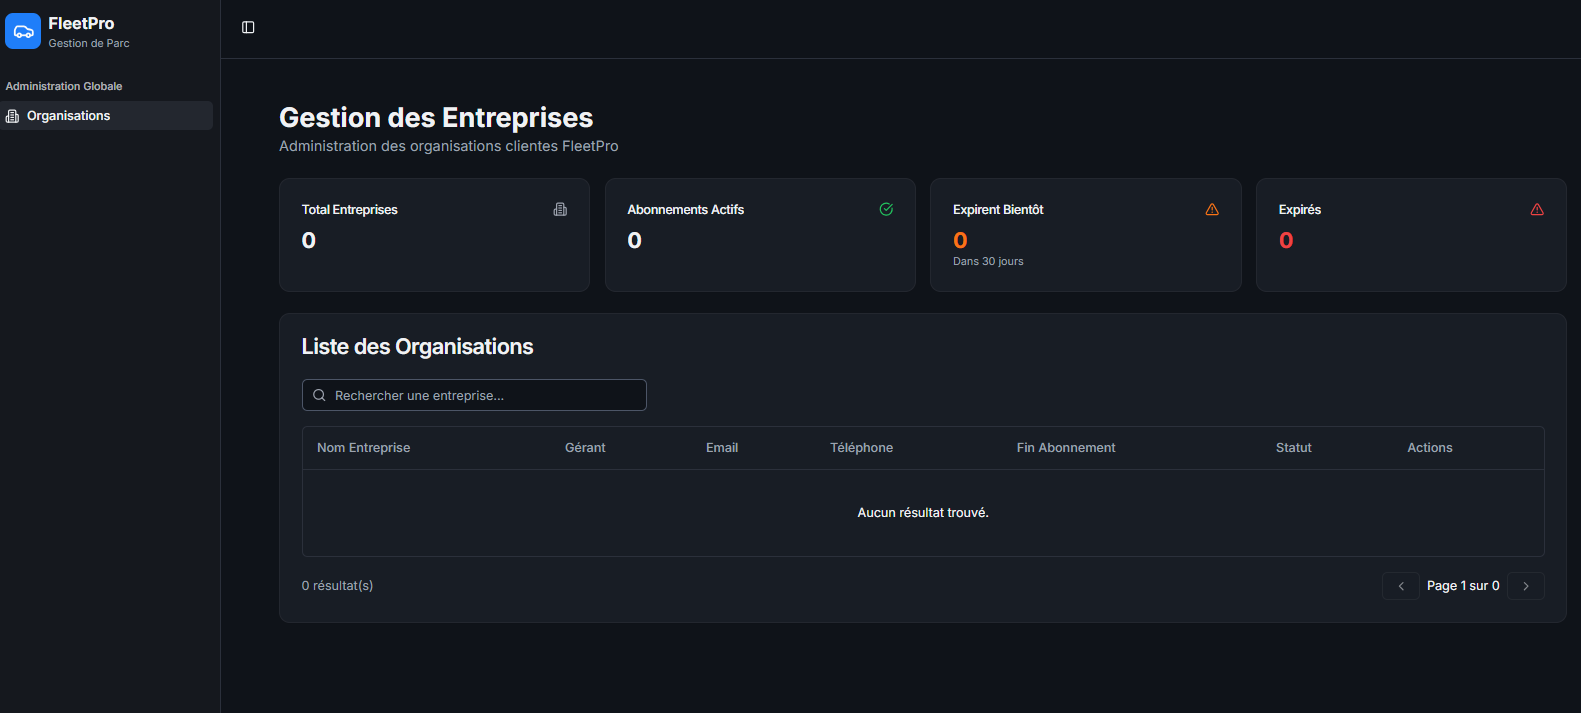 FleetPro
Gestion de Parc
Administration Globale
Organisations
Gestion des Entreprises
Administration des organisations clientes FleetPro
Total Entreprises
0
Abonnements Actifs
0
Expirent Bientôt
0
Dans 30 jours
Expirés
0
Liste des Organisations
Rechercher une entreprise...
Nom Entreprise Gérant Email Téléphone Fin Abonnement Statut Actions
Aucun résultat trouvé.
0 résultat(s)
Page 1 sur 0